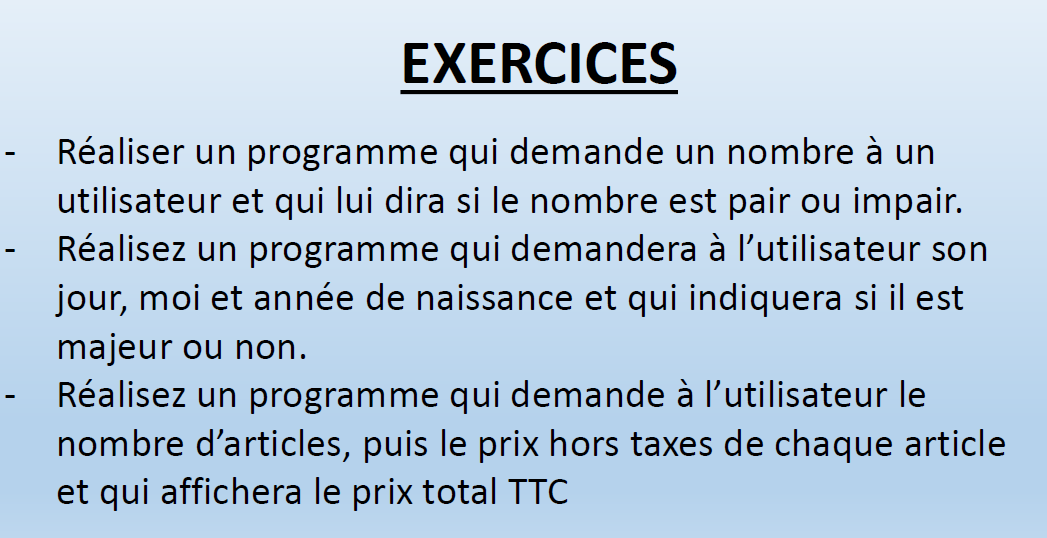 EXERCICES
- Réaliser un programme qui demande un nombre à un
utilisateur et qui lui dira si le nombre est pair ou impair.
- Réalisez un programme qui demandera à l’utilisateur son
jour, moi et année de naissance et qui indiquera si il est
majeur ou non.
- Réalisez un programme qui demande à l’utilisateur le
nombre d’articles, puis le prix hors taxes de chaque article
et qui affichera le prix total TTC